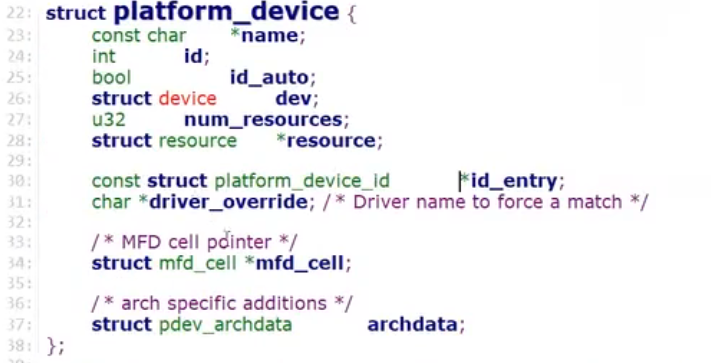 22: struct platform_device {
23: const char *name;
24: int id;
25: bool id_auto;
26: struct device dev;
27: u32 num_resources;
28: struct resource *resource;
29:
30: const struct platform_device_id *id_entry;
31: char *driver_override; /* Driver name to force a match */
32:
33: /* MFD cell pointer */
34: struct mfd_cell *mfd_cell;
35:
36: /* arch specific additions */
37: struct pdev_archdata archdata;
38: };